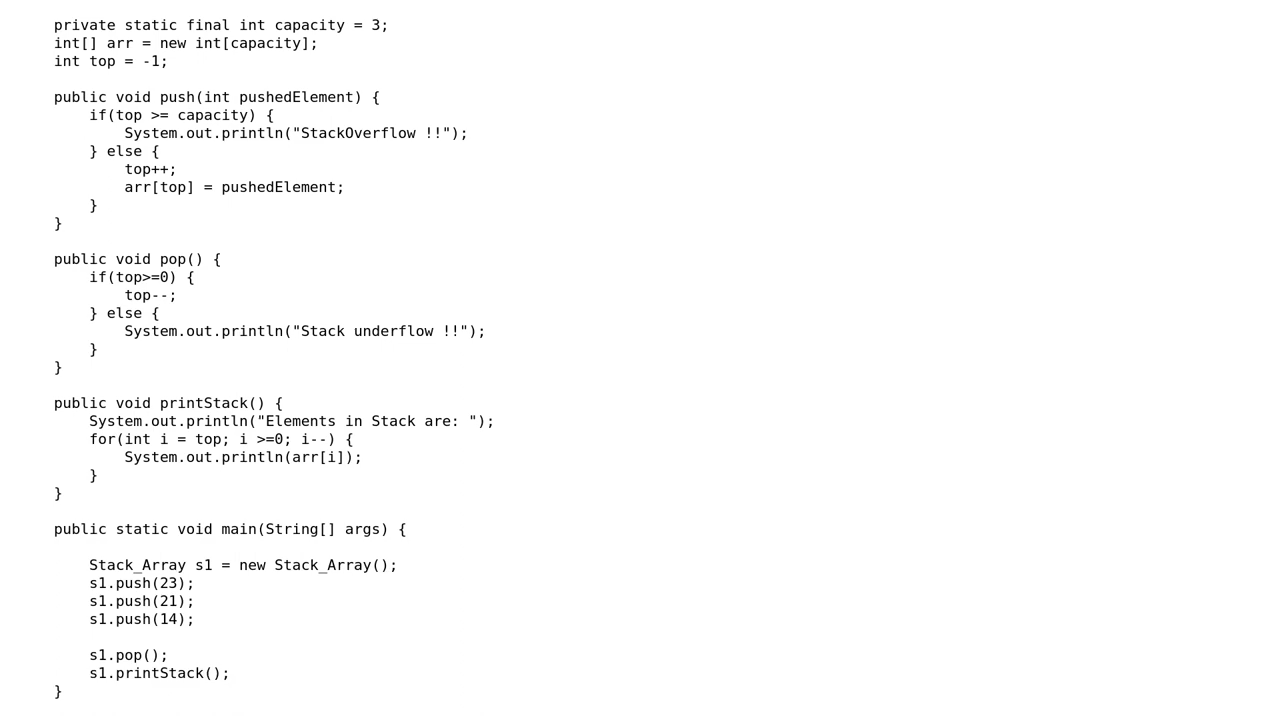 private static final int capacity = 3;
int[] arr = new int[capacity];
int top = -1;

public void push(int pushedElement) {
    if(top >= capacity) {
        System.out.println("StackOverflow !!");
    } else {
        top++;
        arr[top] = pushedElement;
    }
}

public void pop() {
    if(top>=0) {
        top--;
    } else {
        System.out.println("Stack underflow !!");
    }
}

public void printStack() {
    System.out.println("Elements in Stack are: ");
    for(int i = top; i >=0; i--) {
        System.out.println(arr[i]);
    }
}

public static void main(String[] args) {

    Stack_Array s1 = new Stack_Array();
    s1.push(23);
    s1.push(21);
    s1.push(14);

    s1.pop();
    s1.printStack();
}